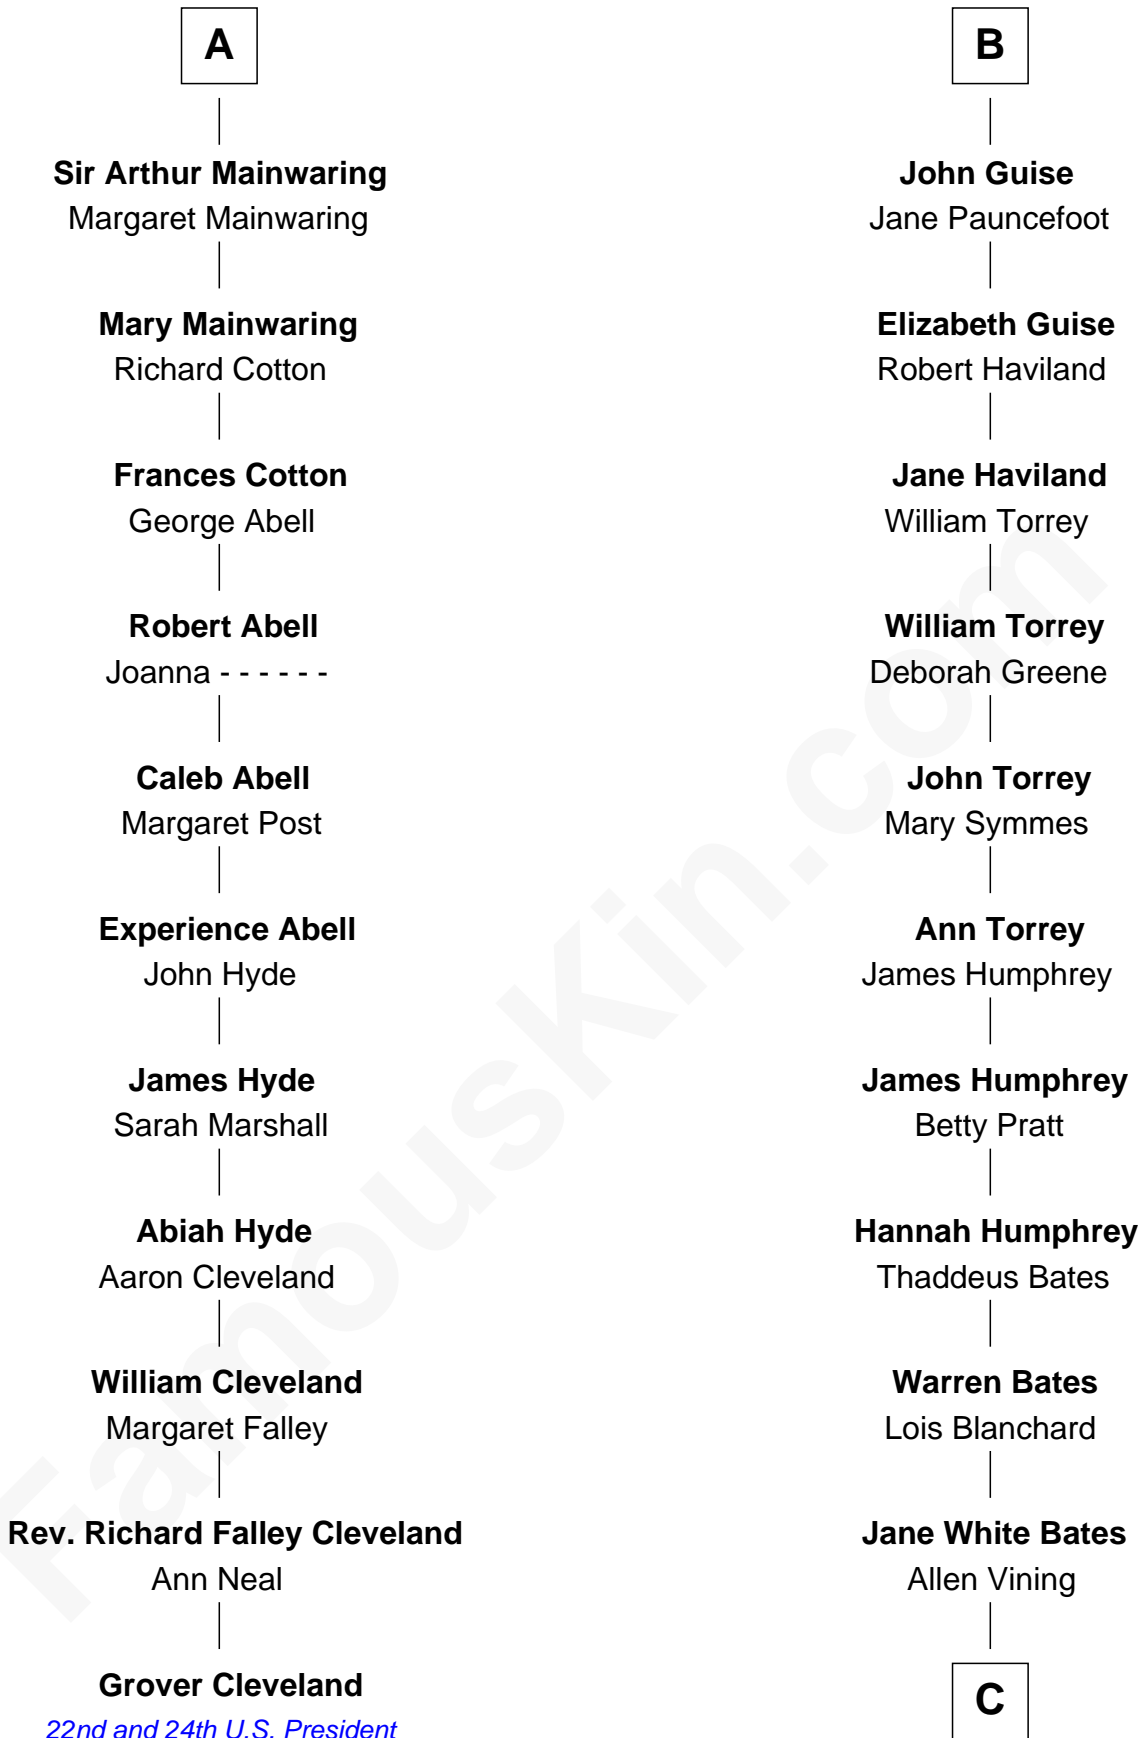 A
Sir Arthur Mainwaring
Margaret Mainwaring
Mary Mainwaring
Richard Cotton
Frances Cotton
George Abell
Robert Abell
Joanna - - - - - -
Caleb Abell
Margaret Post
Experience Abell
John Hyde
James Hyde
Sarah Marshall
Abiah Hyde
Aaron Cleveland
William Cleveland
Margaret Falley
Rev. Richard Falley Cleveland
Ann Neal
Grover Cleveland
22nd and 24th U.S. President
B
John Guise
Jane Pauncefoot
Elizabeth Guise
Robert Haviland
Jane Haviland
William Torrey
William Torrey
Deborah Greene
John Torrey
Mary Symmes
Ann Torrey
James Humphrey
James Humphrey
Betty Pratt
Hannah Humphrey
Thaddeus Bates
Warren Bates
Lois Blanchard
Jane White Bates
Allen Vining
C
FamousKin.com